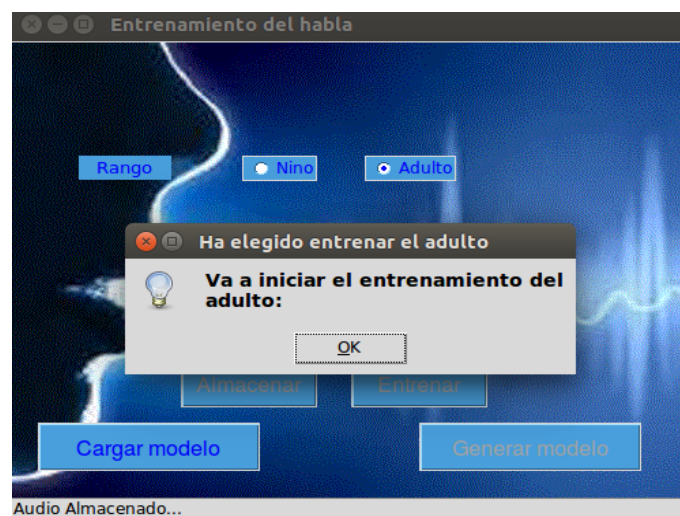 Entrenamiento del habla
Rango
Nino
Adulto
Ha elegido entrenar el adulto
Va a iniciar el entrenamiento del
adulto:
OK
Almacenar
Entrenar
Cargar modelo
Generar modelo
Audio Almacenado...